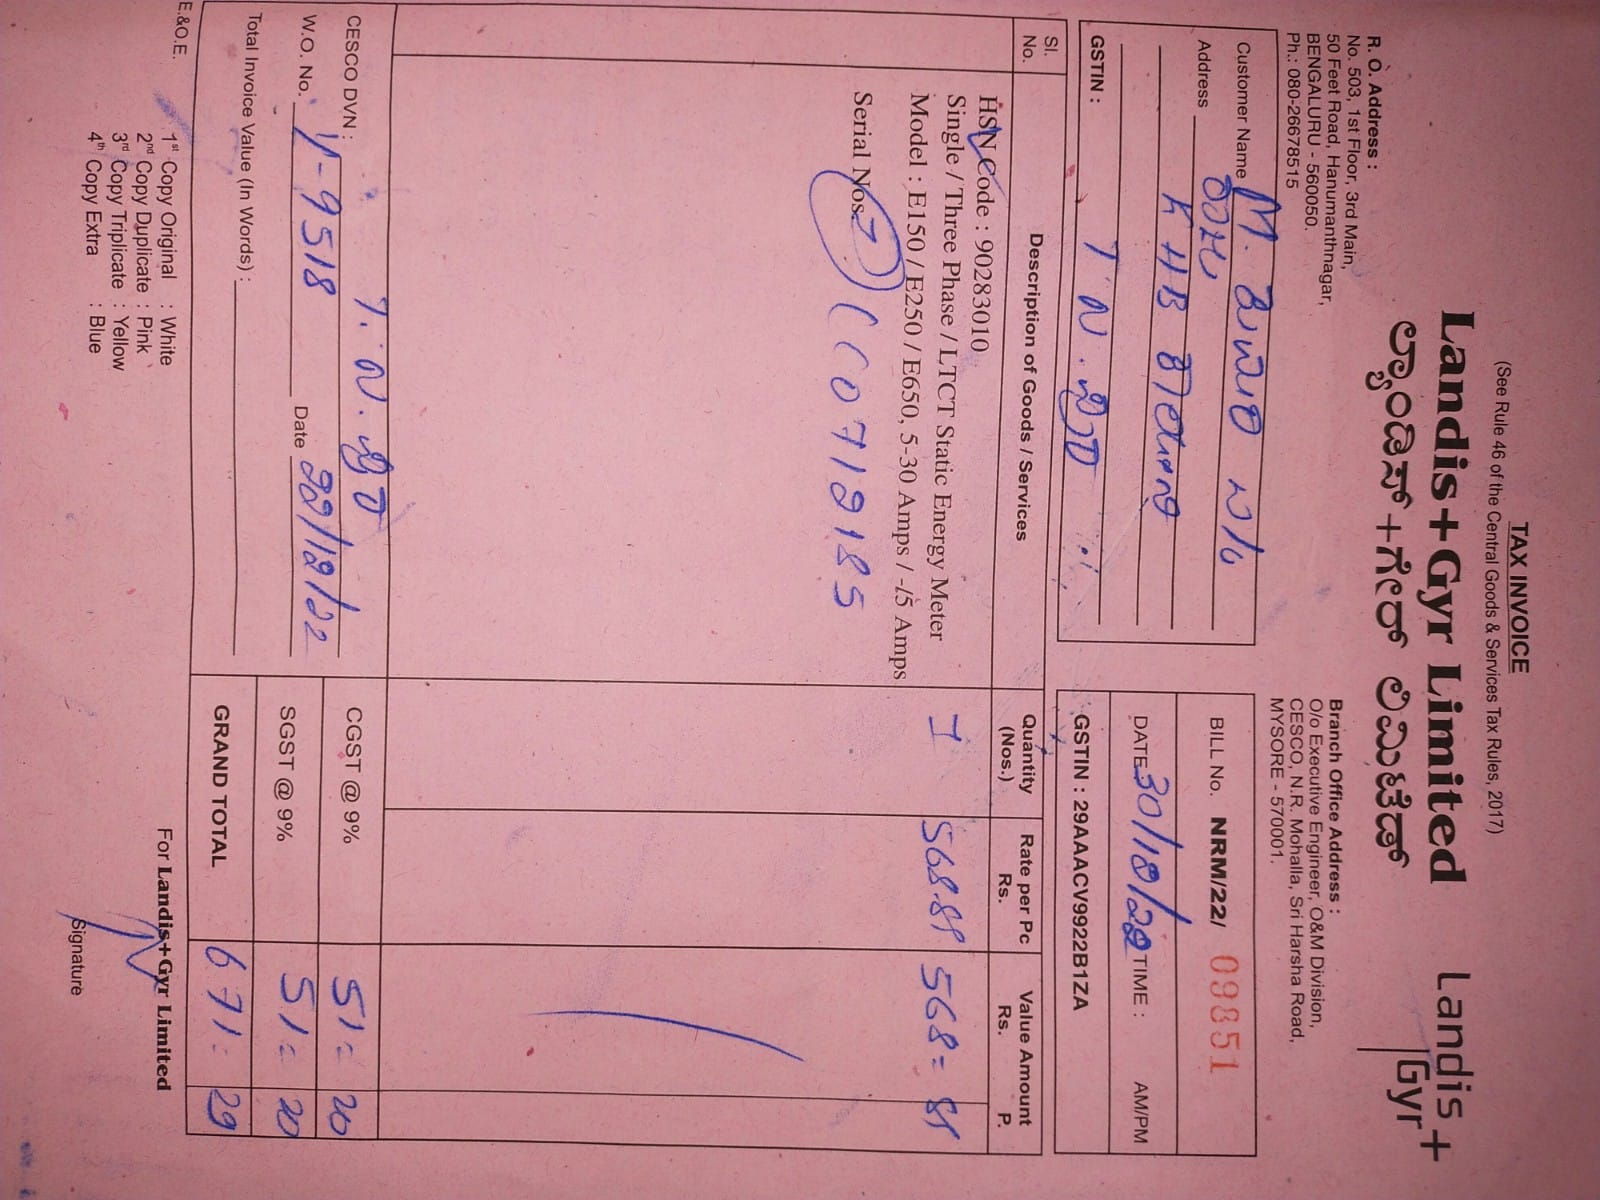 TAX INVOICE
(See Rule 46 of the Central Goods & Services Tax Rules, 2017)
Landis+Gyr Limited
ಲ್ಯಾಂಡಿಸ್+ಗೇರ್ ಲಿಮಿಟೆಡ್
Landis+
Gyr
R. O. Address :
No. 503, 1st Floor, 3rd Main,
50 Feet Road, Hanumanthnagar,
BENGALURU - 560050.
Ph.: 080-26678515
Branch Office Address :
O/o Executive Engineer, O&M Division,
CESCO, N.R. Mohalla, Sri Harsha Road,
MYSORE - 570001.
Customer Name M.
Address
K H B
GSTIN :
BILL No. NRM/22/ 09851
DATE 30/12/22 TIME : AM/PM
GSTIN : 29AAACV9922B1ZA
Sl. No. Description of Goods / Services Quantity (Nos.) Rate per Pc Rs. Value Amount Rs. P.
HSN Code : 90283010
Single / Three Phase / LTCT Static Energy Meter 1 568.88 568= 88
Model : E150 / E250 / E650, 5-30 Amps / -/5 Amps
Serial Nos.
0712185
CESCO DVN :
W.O. No. 1-9518 Date 22/12/22
Total Invoice Value (In Words) :
CGST @ 9% 51= 20
SGST @ 9% 51= 20
GRAND TOTAL 671= 29
E.&O.E.
1st Copy Original : White
2nd Copy Duplicate : Pink
3rd Copy Triplicate : Yellow
4th Copy Extra : Blue
For Landis+Gyr Limited
Signature